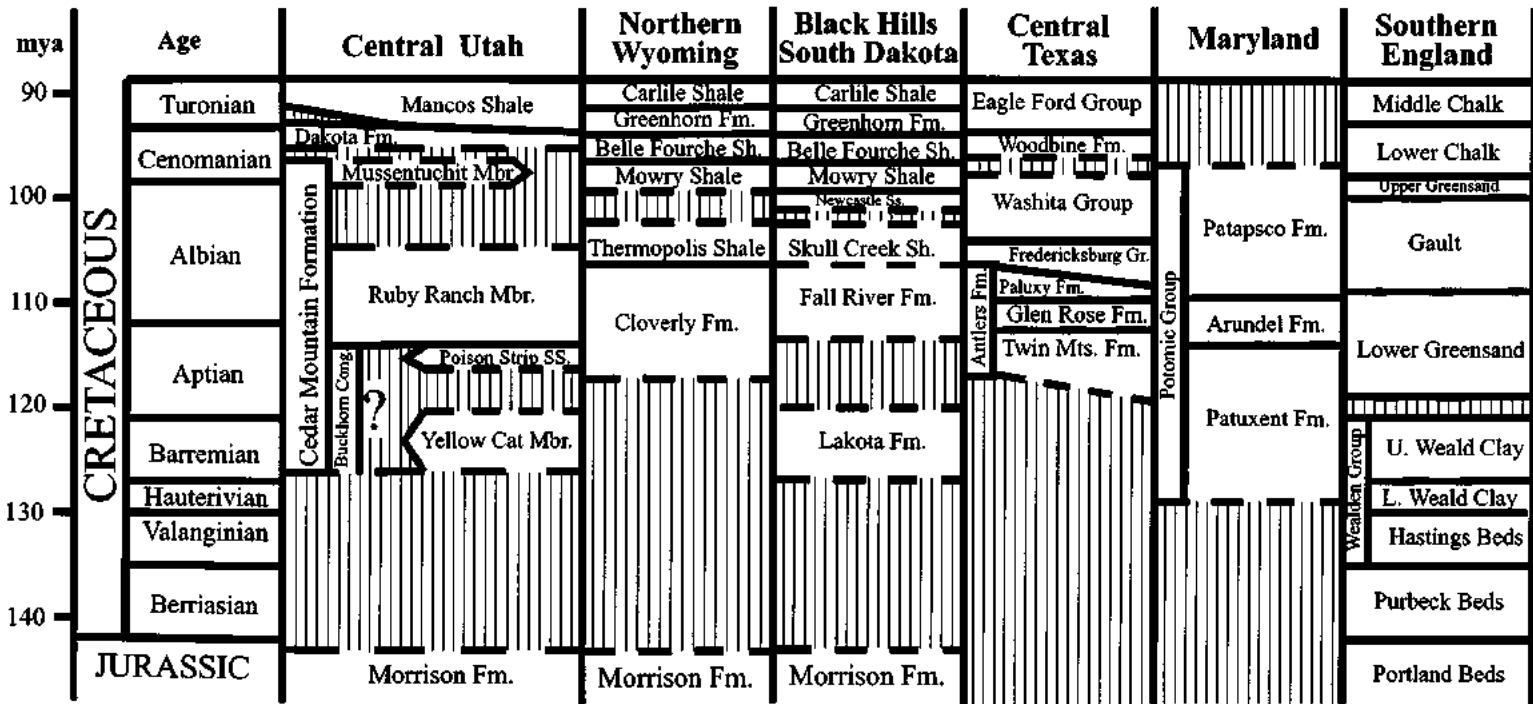 mya
Age
Central Utah
Northern
Wyoming
Black Hills
South Dakota
Central
Texas
Maryland
Southern
England
90
100
110
120
130
140
CRETACEOUS
JURASSIC
Turonian
Cenomanian
Albian
Aptian
Barremian
Hauterivian
Valanginian
Berriasian
Mancos Shale
Dakota Fm.
Mussentuchit Mbr
Cedar Mountain Formation
Ruby Ranch Mbr.
Buckhorn Cong.
?
Poison Strip SS.
Yellow Cat Mbr.
Morrison Fm.
Carlile Shale
Greenhorn Fm.
Belle Fourche Sh.
Mowry Shale
Thermopolis Shale
Cloverly Fm.
Morrison Fm.
Carlile Shale
Greenhorn Fm.
Belle Fourche Sh.
Mowry Shale
Newcastle Ss.
Skull Creek Sh.
Fall River Fm.
Lakota Fm.
Morrison Fm.
Eagle Ford Group
Woodbine Fm.
Washita Group
Fredericksburg Gr.
Antlers Fm.
Paluxy Fm.
Glen Rose Fm.
Twin Mts. Fm.
Potomic Group
Patapsco Fm.
Arundel Fm.
Patuxent Fm.
Middle Chalk
Lower Chalk
Upper Greensand
Gault
Lower Greensand
Wealden Group
U. Weald Clay
L. Weald Clay
Hastings Beds
Purbeck Beds
Portland Beds